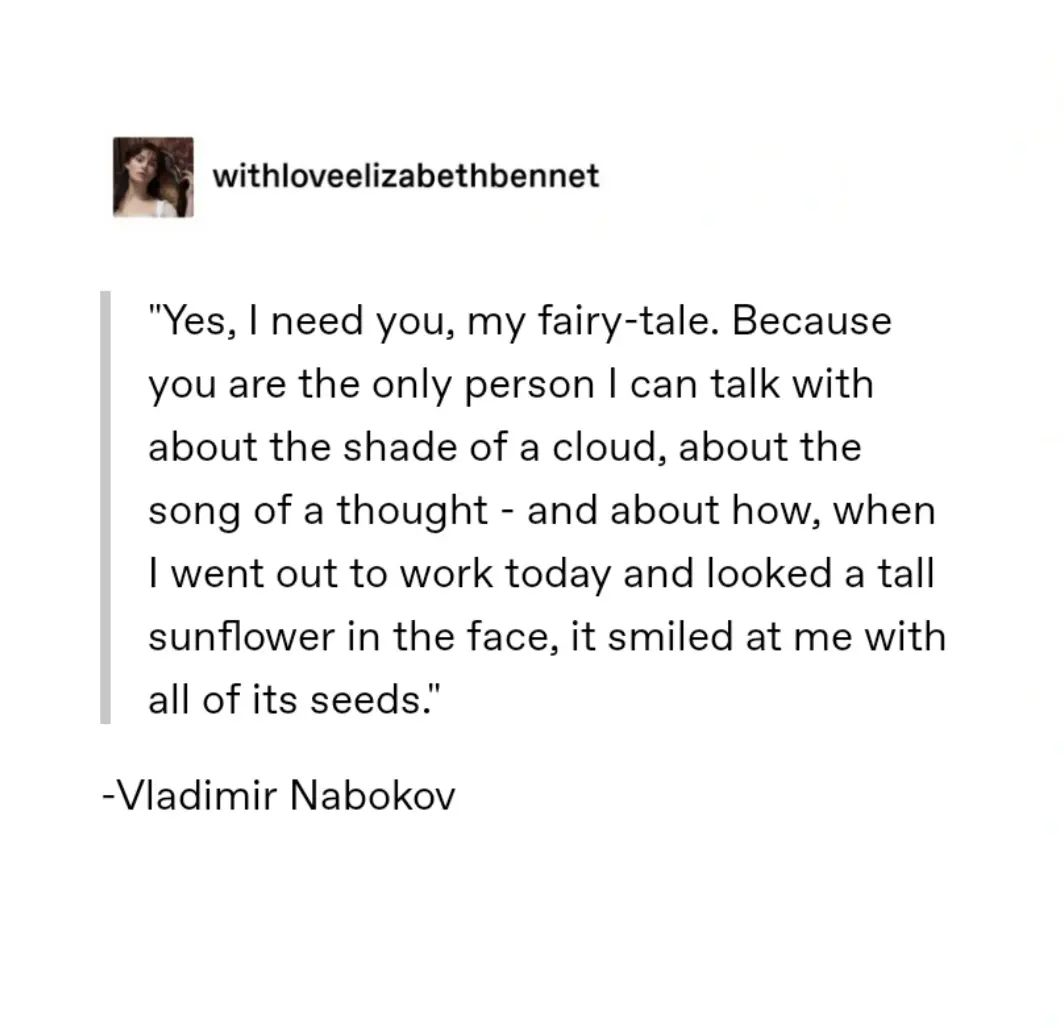 withloveelizabethbennet
"Yes, I need you, my fairy-tale. Because
you are the only person I can talk with
about the shade of a cloud, about the
song of a thought - and about how, when
I went out to work today and looked a tall
sunflower in the face, it smiled at me with
all of its seeds."
-Vladimir Nabokov